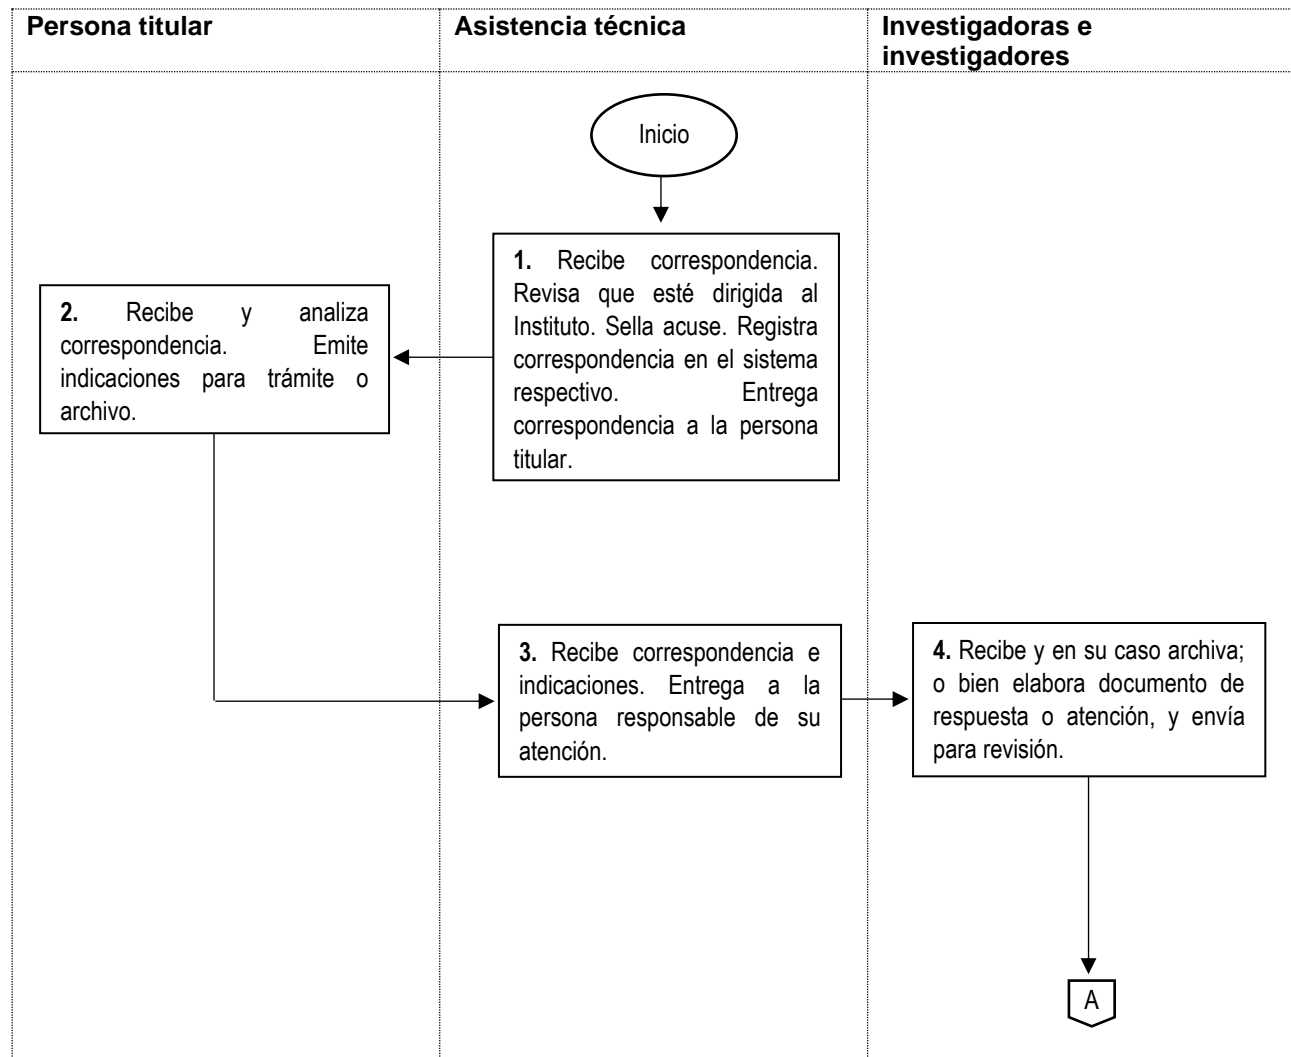 Persona titular
Asistencia técnica
Investigadoras e
investigadores
Inicio
1. Recibe correspondencia.
Revisa que esté dirigida al
Instituto. Sella acuse. Registra
correspondencia en el sistema
respectivo. Entrega
correspondencia a la persona
titular.
2. Recibe y analiza
correspondencia. Emite
indicaciones para trámite o
archivo.
3. Recibe correspondencia e
indicaciones. Entrega a la
persona responsable de su
atención.
4. Recibe y en su caso archiva;
o bien elabora documento de
respuesta o atención, y envía
para revisión.
A